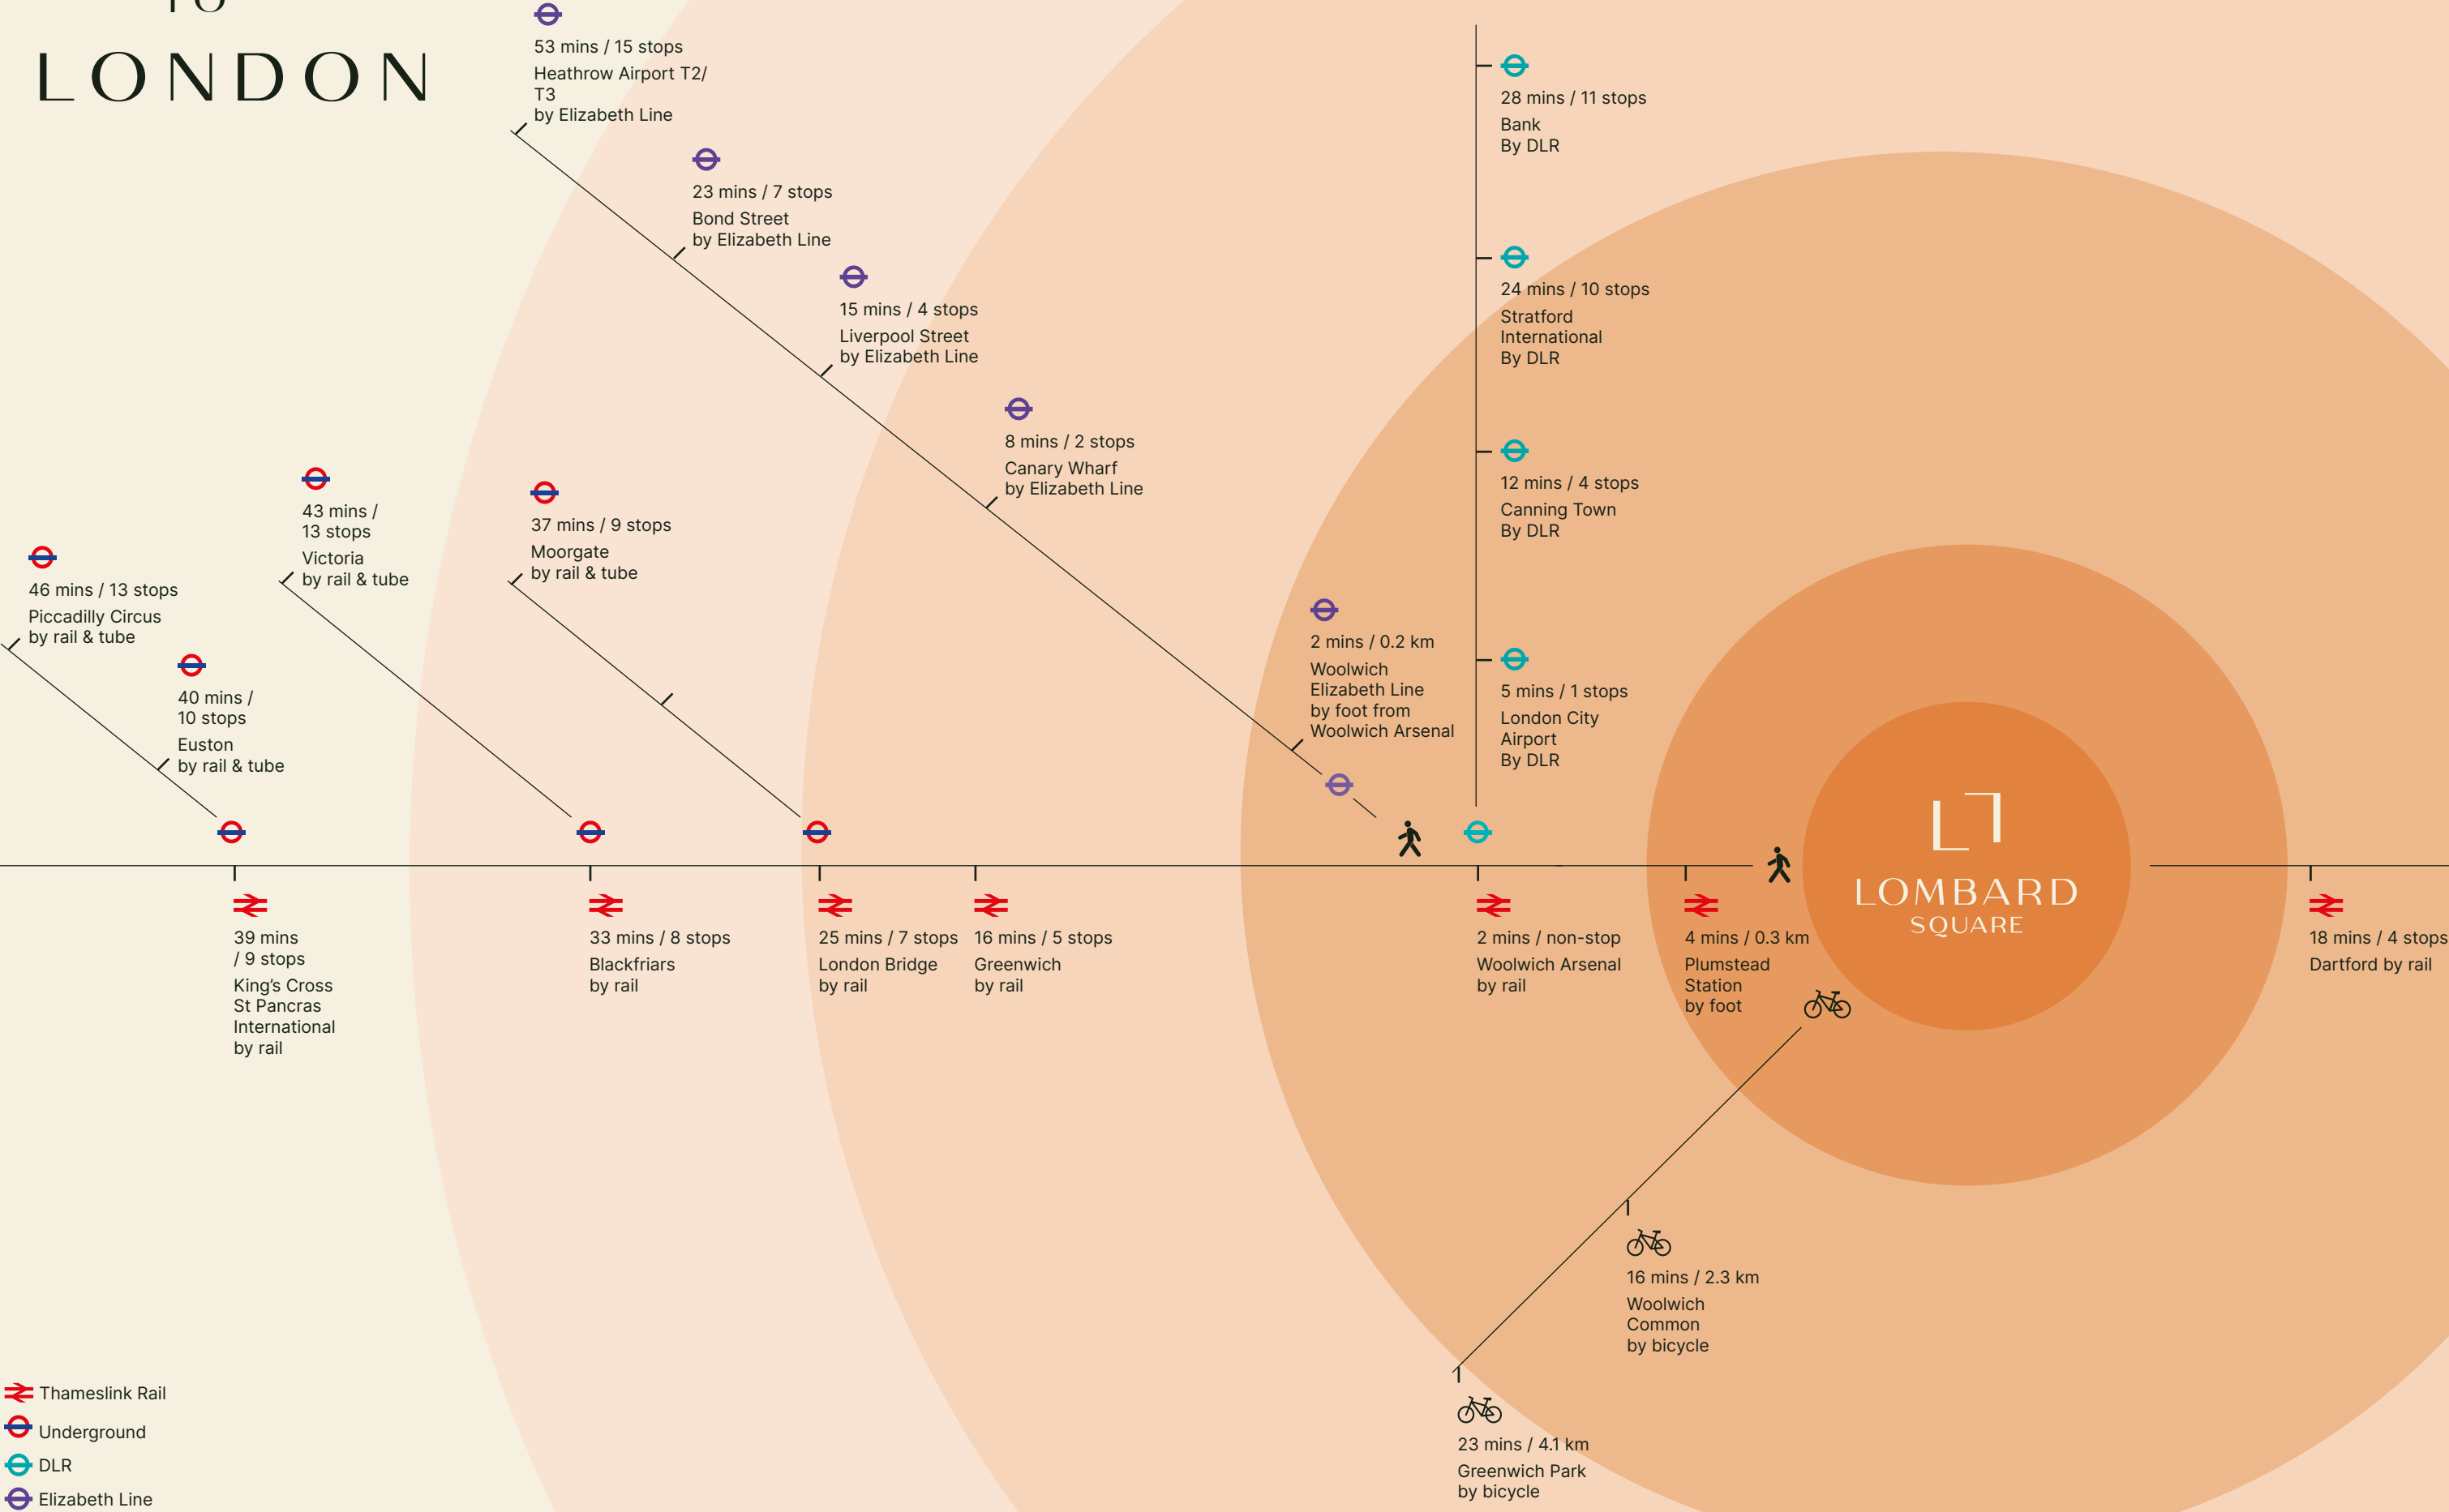 TO
LONDON
53 mins / 15 stops
Heathrow Airport T2/
T3
by Elizabeth Line
23 mins / 7 stops
Bond Street
by Elizabeth Line
15 mins / 4 stops
Liverpool Street
by Elizabeth Line
8 mins / 2 stops
Canary Wharf
by Elizabeth Line
2 mins / 0.2 km
Woolwich
Elizabeth Line
by foot from
Woolwich Arsenal
28 mins / 11 stops
Bank
By DLR
24 mins / 10 stops
Stratford
International
By DLR
12 mins / 4 stops
Canning Town
By DLR
5 mins / 1 stops
London City
Airport
By DLR
46 mins / 13 stops
Piccadilly Circus
by rail & tube
40 mins /
10 stops
Euston
by rail & tube
43 mins /
13 stops
Victoria
by rail & tube
37 mins / 9 stops
Moorgate
by rail & tube
39 mins
/ 9 stops
King’s Cross
St Pancras
International
by rail
33 mins / 8 stops
Blackfriars
by rail
25 mins / 7 stops
London Bridge
by rail
16 mins / 5 stops
Greenwich
by rail
2 mins / non-stop
Woolwich Arsenal
by rail
4 mins / 0.3 km
Plumstead
Station
by foot
LOMBARD
SQUARE
18 mins / 4 stops
Dartford by rail
16 mins / 2.3 km
Woolwich
Common
by bicycle
23 mins / 4.1 km
Greenwich Park
by bicycle
Thameslink Rail
Underground
DLR
Elizabeth Line